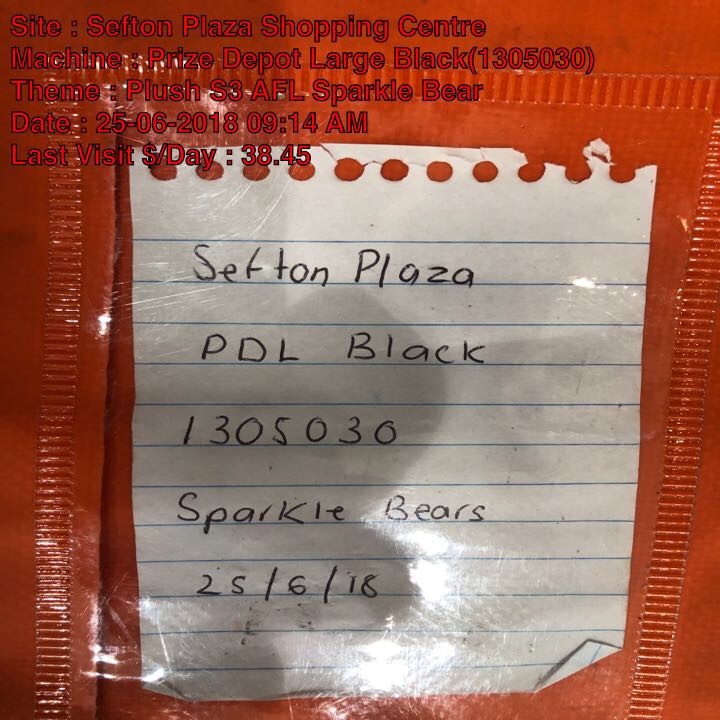 Site : Sefton Plaza Shopping Centre
Machine : Prize Depot Large Black(1305030)
Theme : Plush S3 AFL Sparkle Bear
Date : 25-06-2018 09:14 AM
Last Visit $/Day : 38.45
Sefton Plaza
PDL Black
1305030
Sparkle Bears
25/6/18